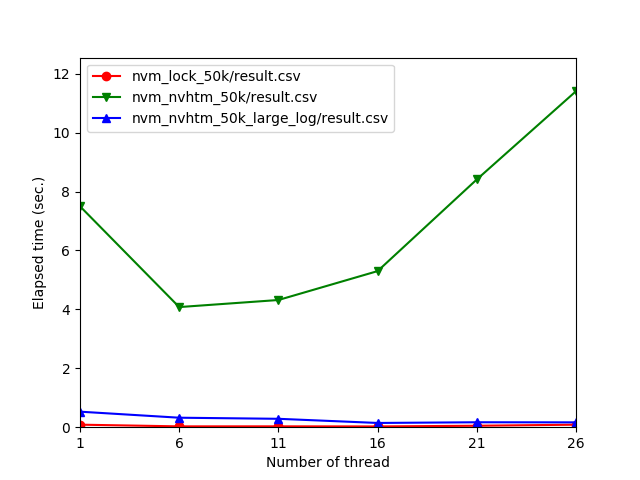 nvm_lock_50k/result.csv
nvm_nvhtm_50k/result.csv
nvm_nvhtm_50k_large_log/result.csv
Elapsed time (sec.)
12
10
8
6
4
2
0
1 6 11 16 21 26
Number of thread